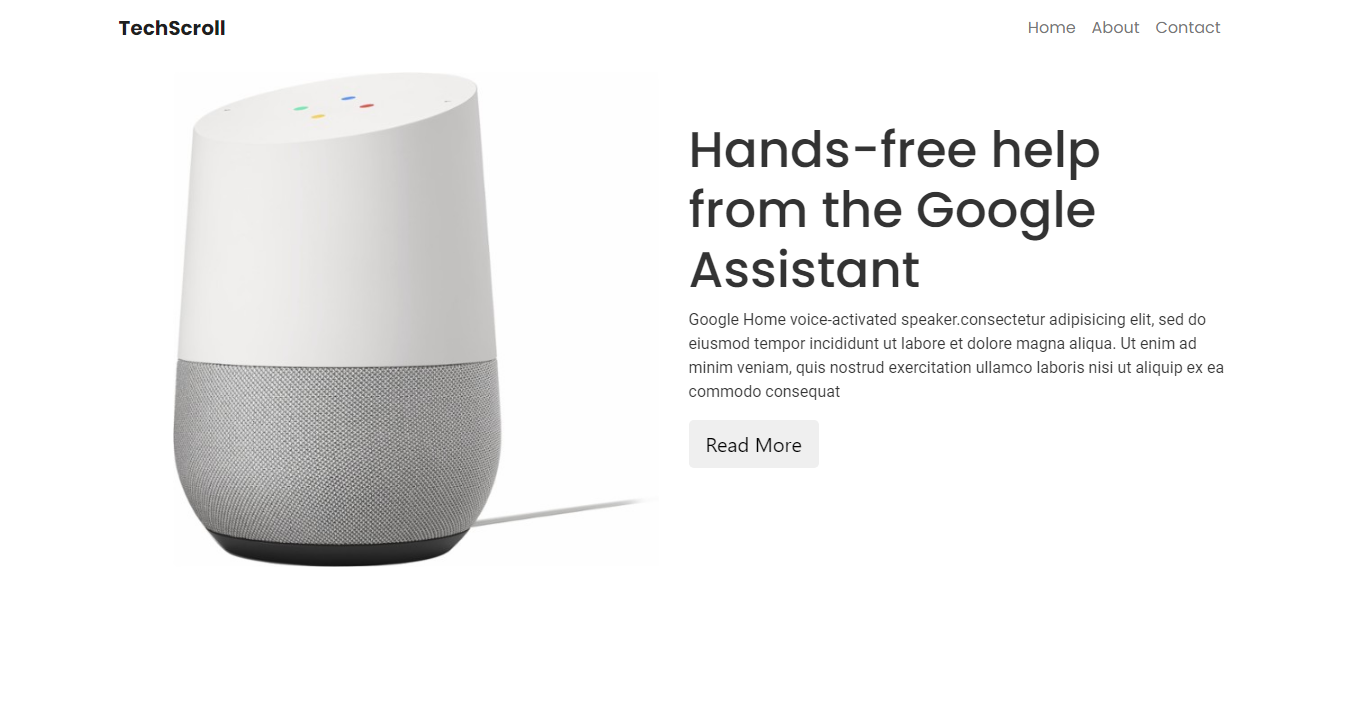 TechScroll
Home About Contact
Hands-free help
from the Google
Assistant
Google Home voice-activated speaker.consectetur adipisicing elit, sed do
eiusmod tempor incididunt ut labore et dolore magna aliqua. Ut enim ad
minim veniam, quis nostrud exercitation ullamco laboris nisi ut aliquip ex ea
commodo consequat
Read More